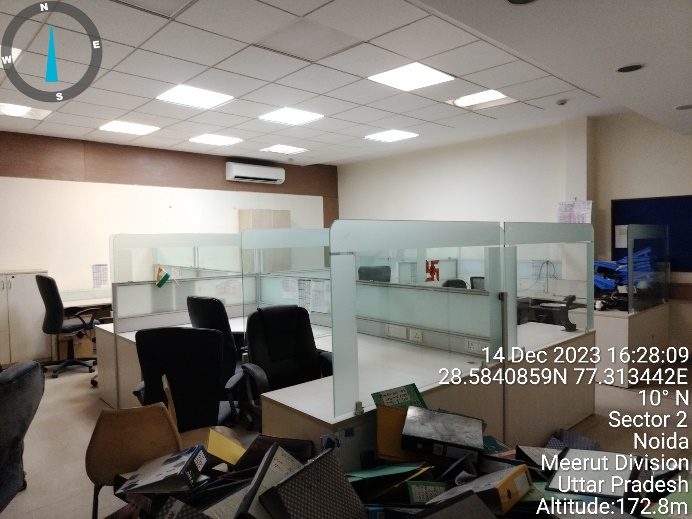 N
E
W
S
14 Dec 2023 16:28:09
28.5840859N 77.313442E
10° N
Sector 2
Noida
Meerut Division
Uttar Pradesh
Altitude:172.8m